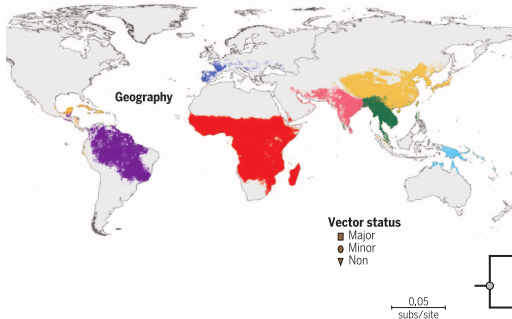 Geography
Vector status
Major
Minor
Non
0.05
subs/site